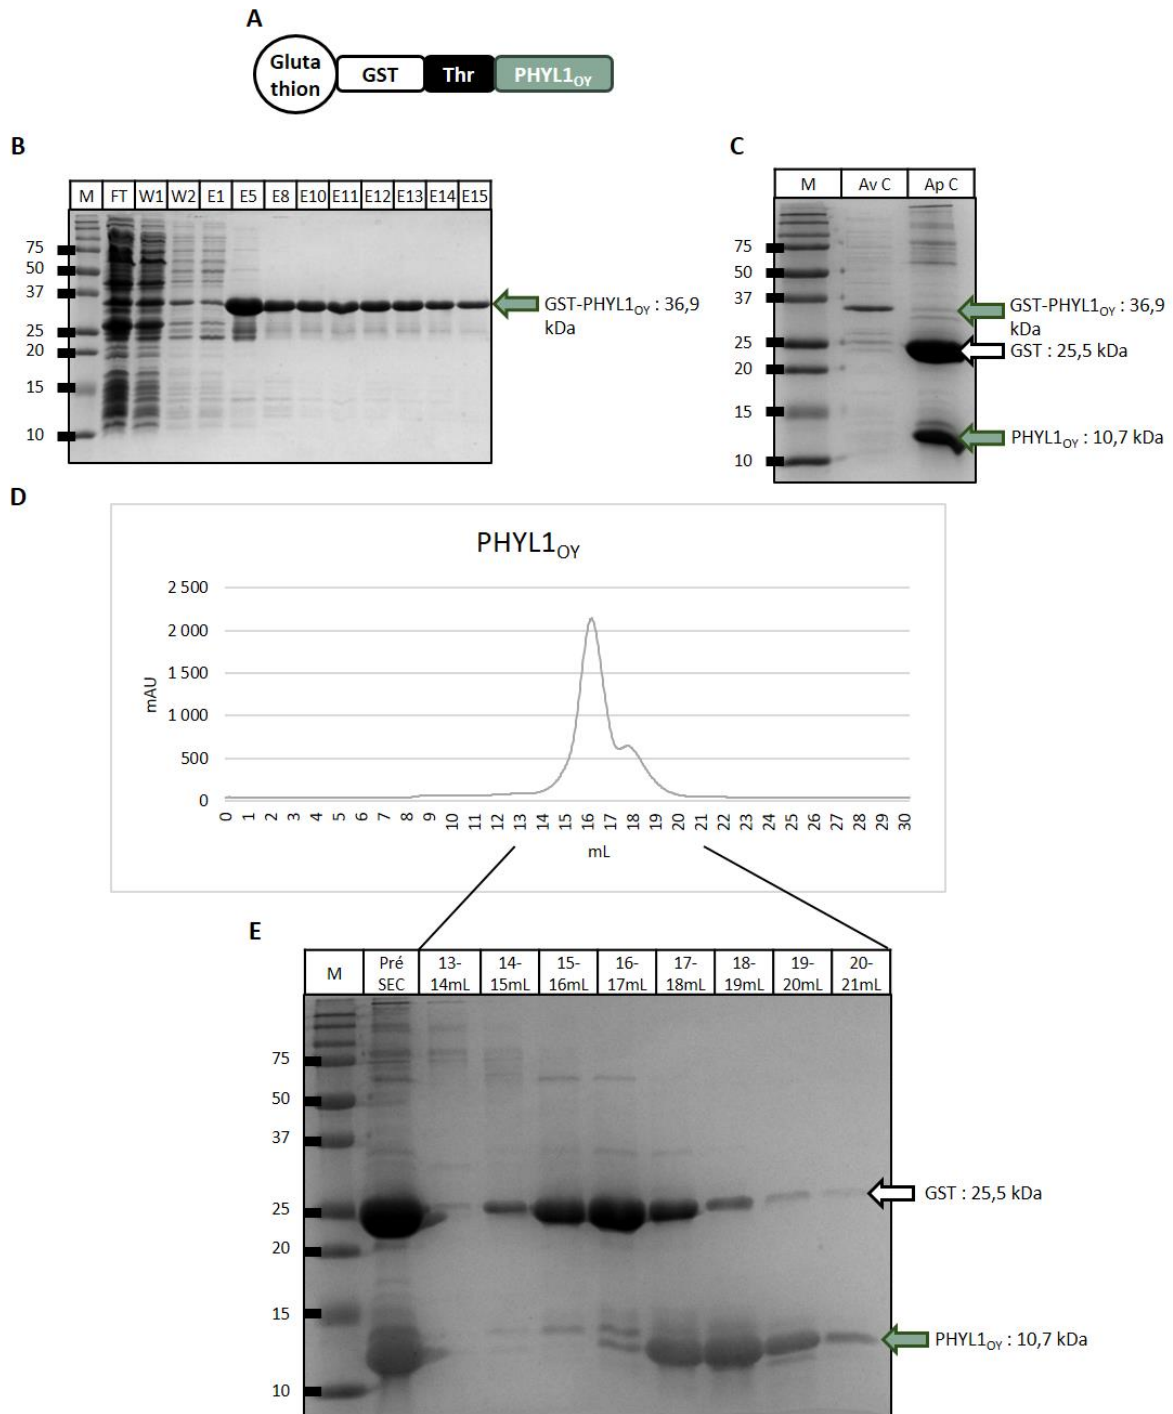 A
Gluta
thion
GST
Thr
PHYL1OY
B
M FT W1 W2 E1 E5 E8 E10 E11 E12 E13 E14 E15
75
50
37
25
20
15
10
GST-PHYL1OY : 36,9
kDa
C
M Av C Ap C
75
50
37
25
20
15
10
GST-PHYL1OY : 36,9
kDa
GST : 25,5 kDa
PHYL1OY : 10,7 kDa
D
PHYL1OY
2 500
2 000
1 500
1 000
500
0
mAU
0 1 2 3 4 5 6 7 8 9 10 11 12 13 14 15 16 17 18 19 20 21 22 23 24 25 26 27 28 29 30
mL
E
M
Pré
SEC
13-
14mL
14-
15mL
15-
16mL
16-
17mL
17-
18mL
18-
19mL
19-
20mL
20-
21mL
75
50
37
25
20
15
10
GST : 25,5 kDa
PHYL1OY : 10,7 kDa